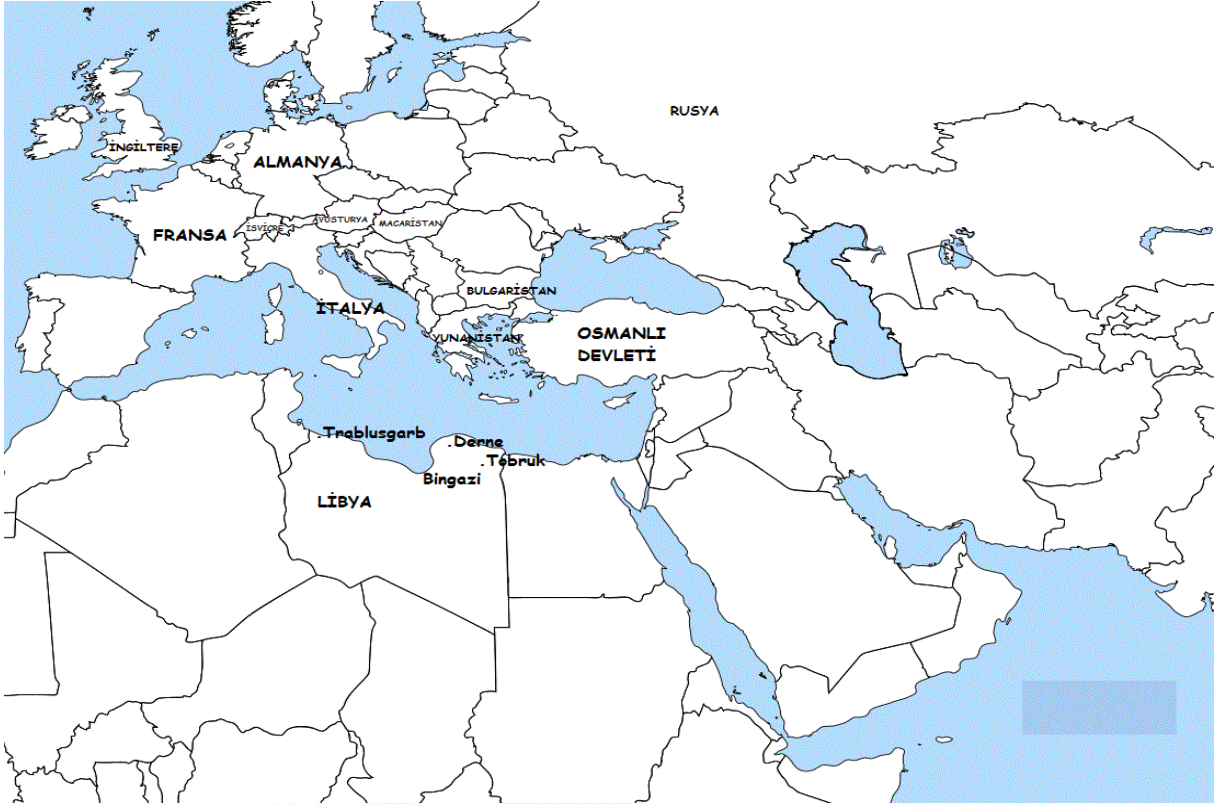 RUSYA
İNGİLTERE
ALMANYA
AVUSTURYA
MACARİSTAN
İSVİÇRE
FRANSA
BULGARİSTAN
İTALYA
YUNANİSTAN
OSMANLI
DEVLETİ
.Trablusgarb
.Derne
.Tobruk
Bingazi
LİBYA